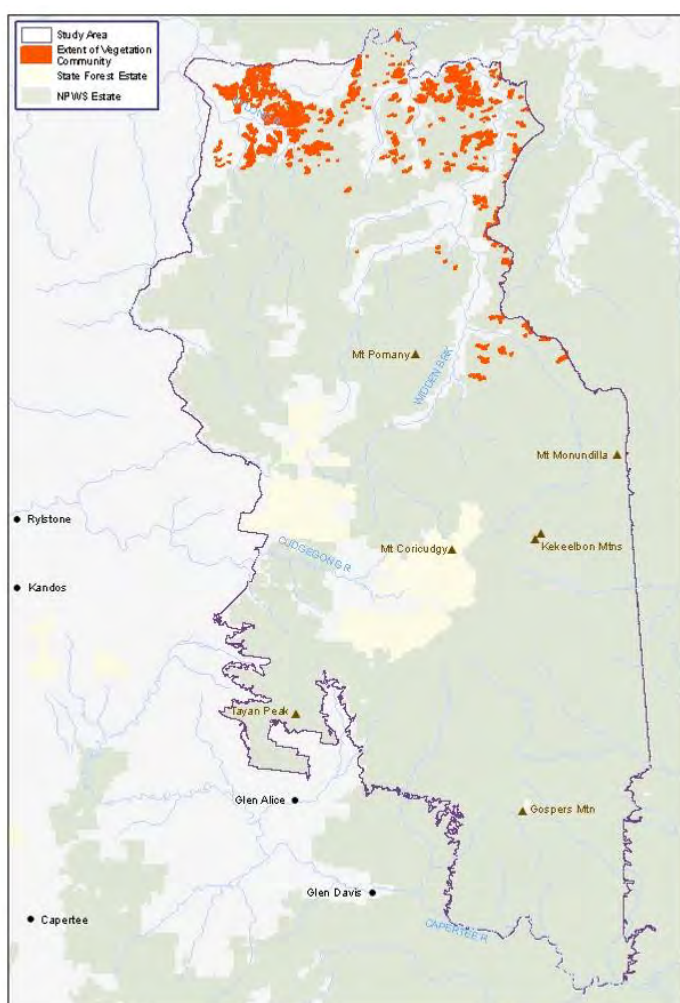 Study Area
Extent of Vegetation
Community
State Forest Estate
NPWS Estate
Mt Pomany
WIDDEN BRK
Mt Monundilla
Rylstone
Mt Coricudgy
Kekeelbon Mtns
CUDGEGONG R
Kandos
Tayan Peak
Glen Alice
Gospers Mtn
Glen Davis
Capertee
CAPERTEE R